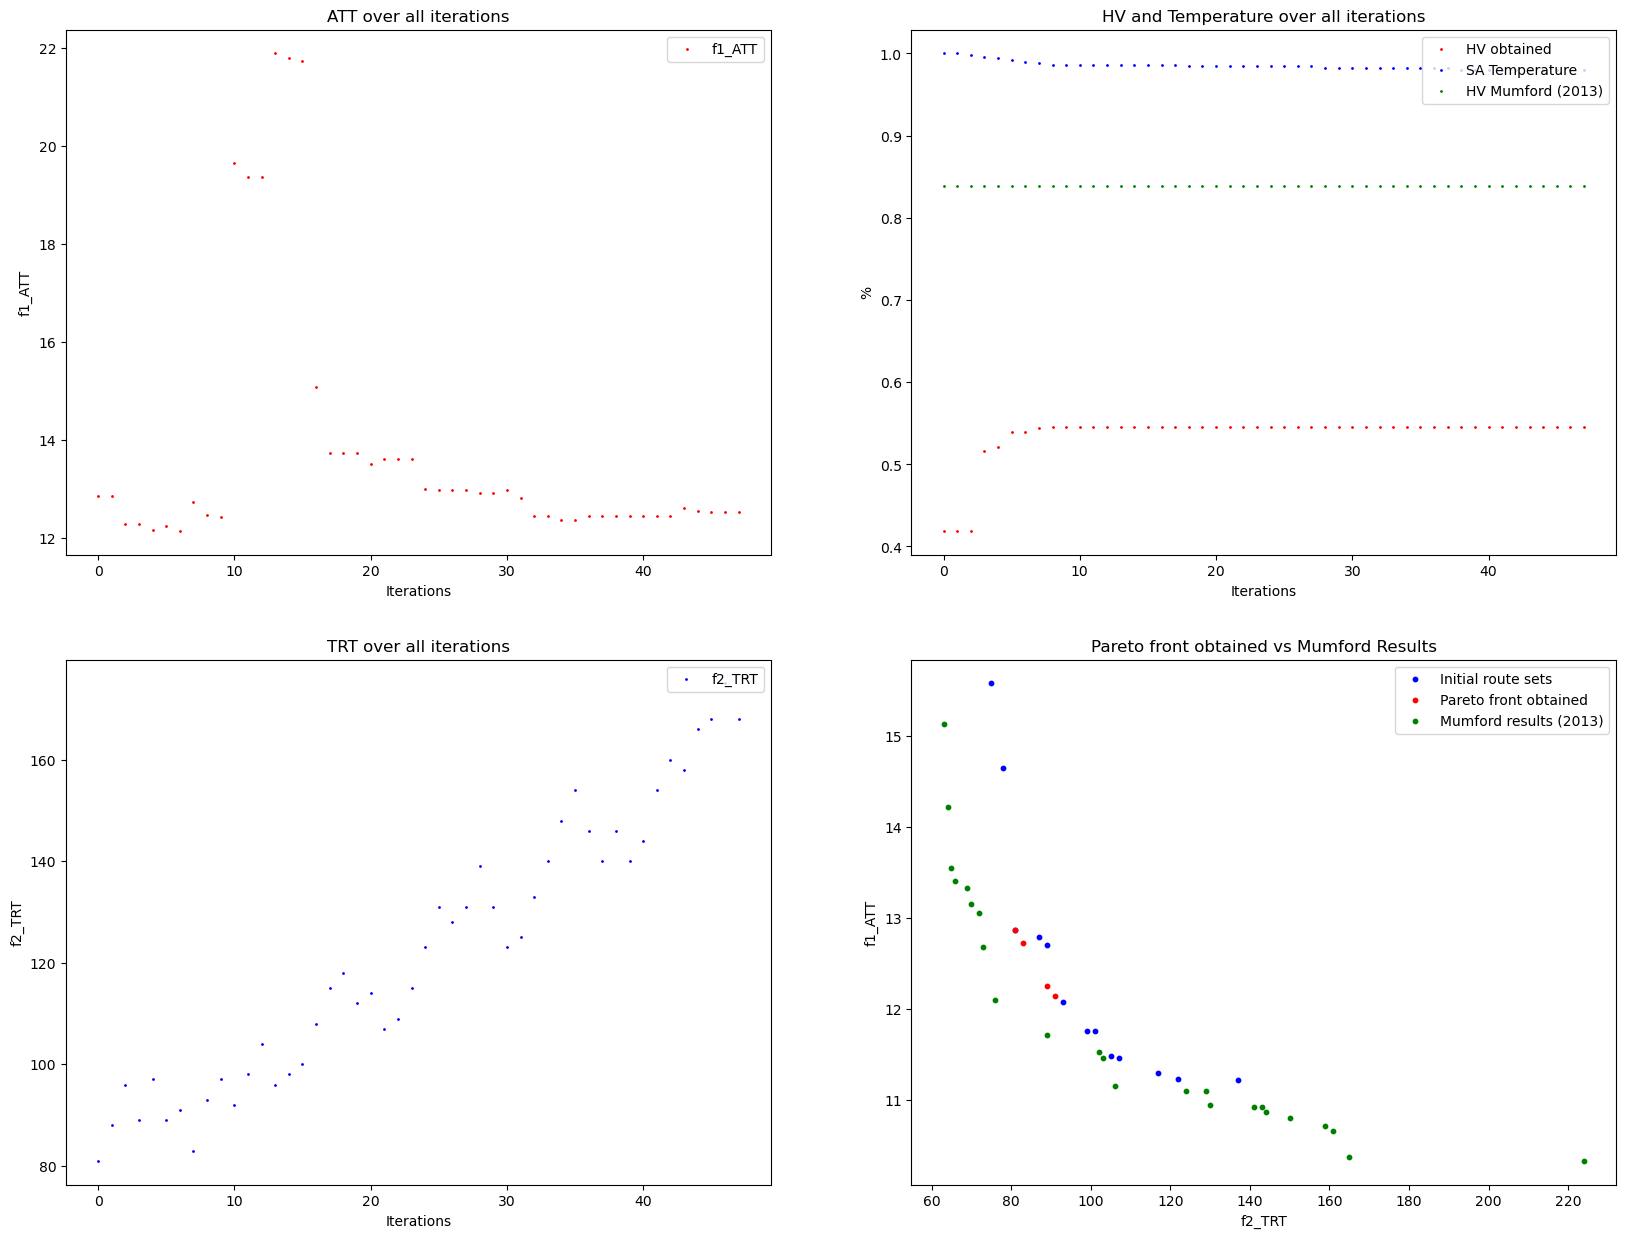 ATT over all iterations
f1_ATT
22
20
18
16
14
12
f1_ATT
0 10 20 30 40
Iterations
HV and Temperature over all iterations
HV obtained
SA Temperature
HV Mumford (2013)
1.0
0.9
0.8
0.7
0.6
0.5
0.4
%
0 10 20 30 40
Iterations
TRT over all iterations
f2_TRT
160
140
120
100
80
f2_TRT
0 10 20 30 40
Iterations
Pareto front obtained vs Mumford Results
Initial route sets
Pareto front obtained
Mumford results (2013)
15
14
13
12
11
f1_ATT
60 80 100 120 140 160 180 200 220
f2_TRT